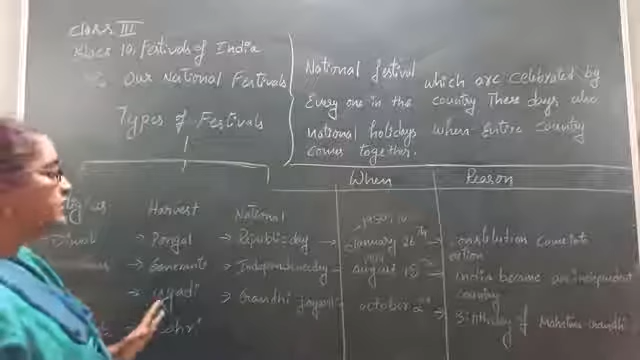 Class III
10, Festivals of India
Our National Festivals
Types of Festivals
National festival which are celebrated by
Every one in the country These days also
national holidays when Entire country
comes together.
When Reason
Harvest National
→ Pongal → Republic day → January 26th → constitution came into
action
→ Independence day august 15th → India became an independent
country
→ ugadi → Gandhi jayanti october 2nd → Birthday of Mahatma Gandhi